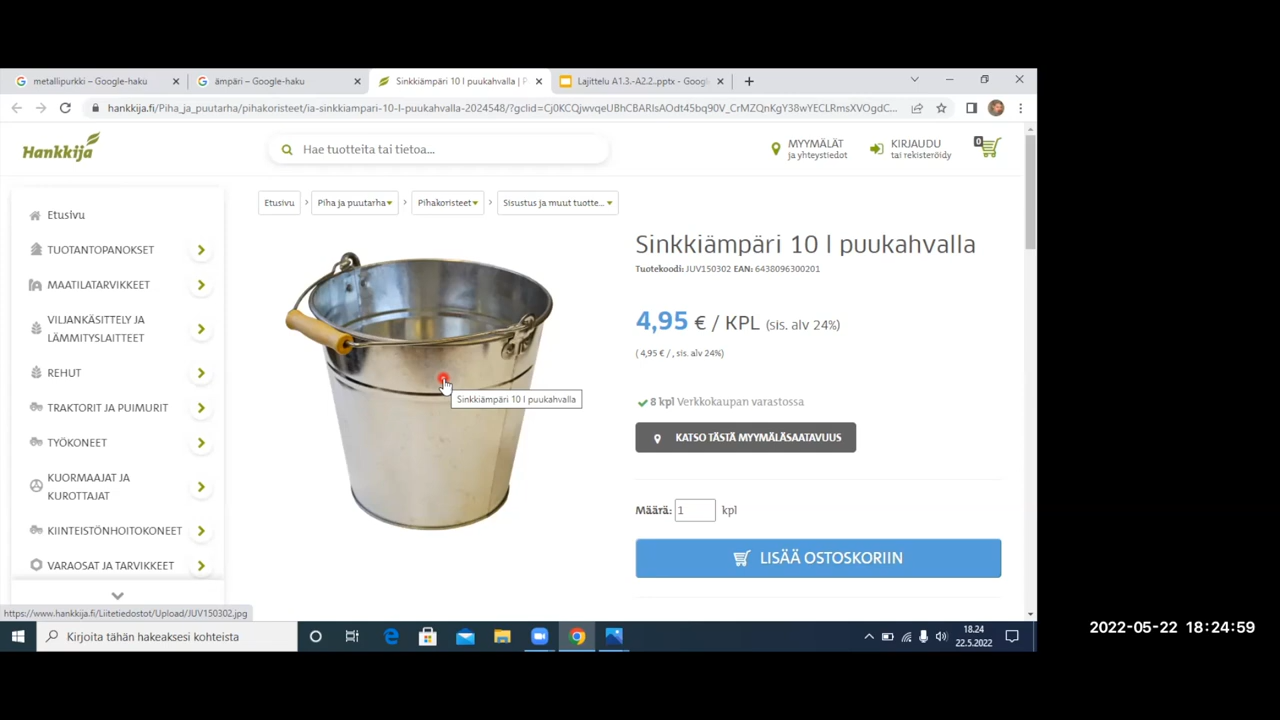 metallipurkki – Google-haku
ämpäri – Google-haku
Sinkkiämpäri 10 l puukahvalla | P
Lajittelu A1.3.-A2.2.pptx - Goog
hankkija.fi/Piha_ja_puutarha/pihakoristeet/ia-sinkkiampari-10-l-puukahvalla-2024548/?gclid=Cj0KCQjwvqeUBhCBARIsAOdt45bq90V_CrMZQnKgY38wYECLRmsXVOgdC...
Hankkija
Hae tuotteita tai tietoa...
MYYMÄLÄT
ja yhteystiedot
KIRJAUDU
tai rekisteröidy
0
Etusivu
Piha ja puutarha
Pihakoristeet
Sisustus ja muut tuotte...
Etusivu
TUOTANTOPANOKSET
MAATILATARVIKKEET
VILJANKÄSITTELY JA
LÄMMITYSLAITTEET
REHUT
TRAKTORIT JA PUIMURIT
TYÖKONEET
KUORMAAJAT JA
KUROTTAJAT
KIINTEISTÖNHOITOKONEET
VARAOSAT JA TARVIKKEET
Sinkkiämpäri 10 l puukahvalla
Sinkkiämpäri 10 l puukahvalla
Tuotekoodi: JUV150302 EAN: 6438096300201
4,95 € / KPL (sis. alv 24%)
( 4,95 € / , sis. alv 24%)
8 kpl Verkkokaupan varastossa
KATSO TÄSTÄ MYYMÄLÄSAATAVUUS
Määrä: 1 kpl
LISÄÄ OSTOSKORIIN
https://www.hankkija.fi/Liitetiedostot/Upload/JUV150302.jpg
Kirjoita tähän hakeaksesi kohteista
18.24
22.5.2022
2022-05-22 18:24:59